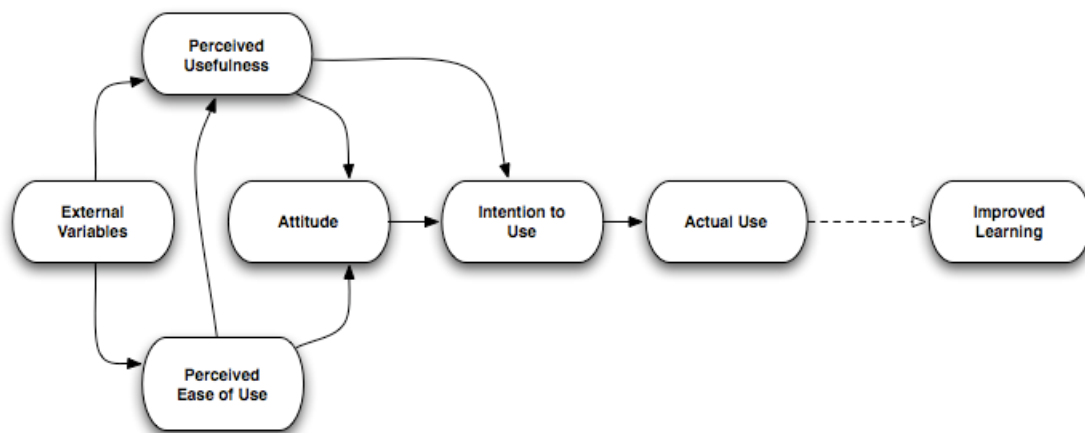 Perceived
Usefulness
External
Variables
Attitude
Intention to
Use
Actual Use
Improved
Learning
Perceived
Ease of Use